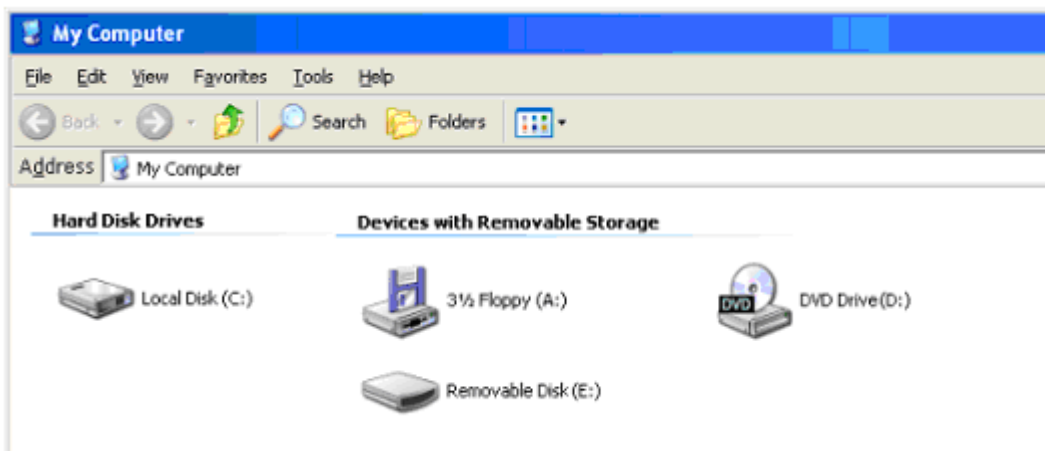 My Computer
File Edit View Favorites Tools Help
Back Search Folders
Address My Computer
Hard Disk Drives Devices with Removable Storage
Local Disk (C:) 3½ Floppy (A:) DVD DVD Drive(D:)
Removable Disk (E:)